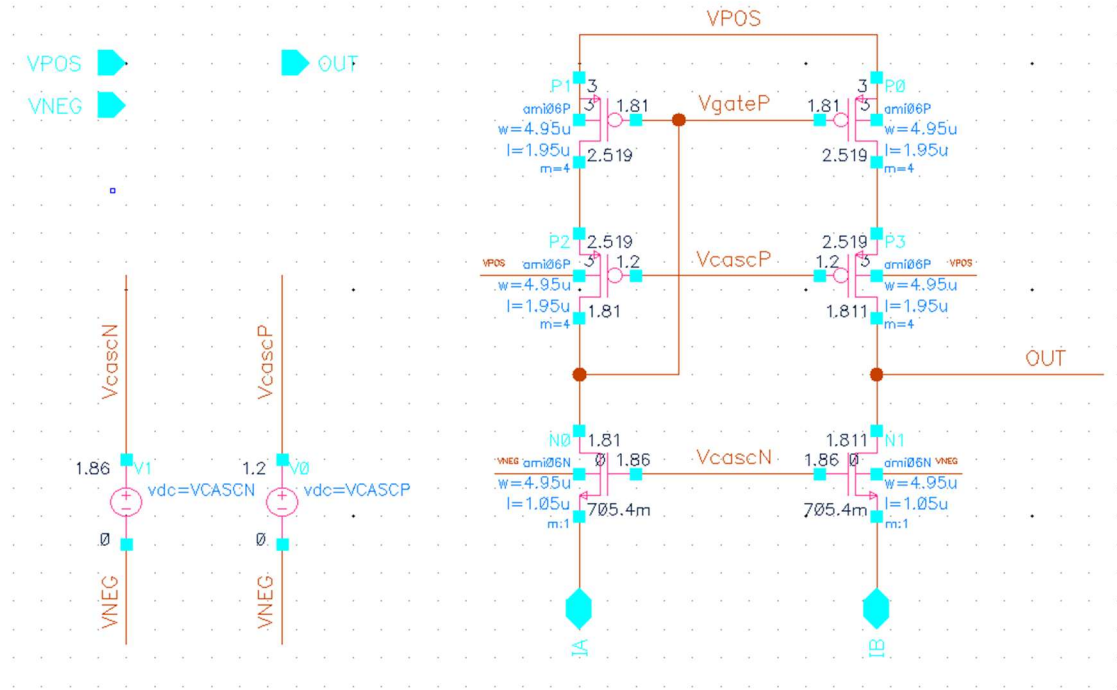 VPOS
VPOS
OUT
VNEG
P1
3
3
1.81
ami06P
w=4.95u
l=1.95u
m=4
2.519
VgateP
P0
3
3
1.81
ami06P
w=4.95u
l=1.95u
m=4
2.519
P2
2.519
3
1.2
VPOS
ami06P
w=4.95u
l=1.95u
m=4
1.81
VcascP
P3
2.519
3
1.2
ami06P
VPOS
w=4.95u
l=1.95u
m=4
1.811
VcascN
VcascP
OUT
N0
1.81
0
1.86
VNEG
ami06N
w=4.95u
l=1.05u
m:1
705.4m
VcascN
N1
1.811
1.86
0
ami06N
VNEG
w=4.95u
l=1.05u
m:1
705.4m
1.86
V1
vdc=VCASCN
0
1.2
V0
vdc=VCASCP
0
VNEG
VNEG
IA
IB